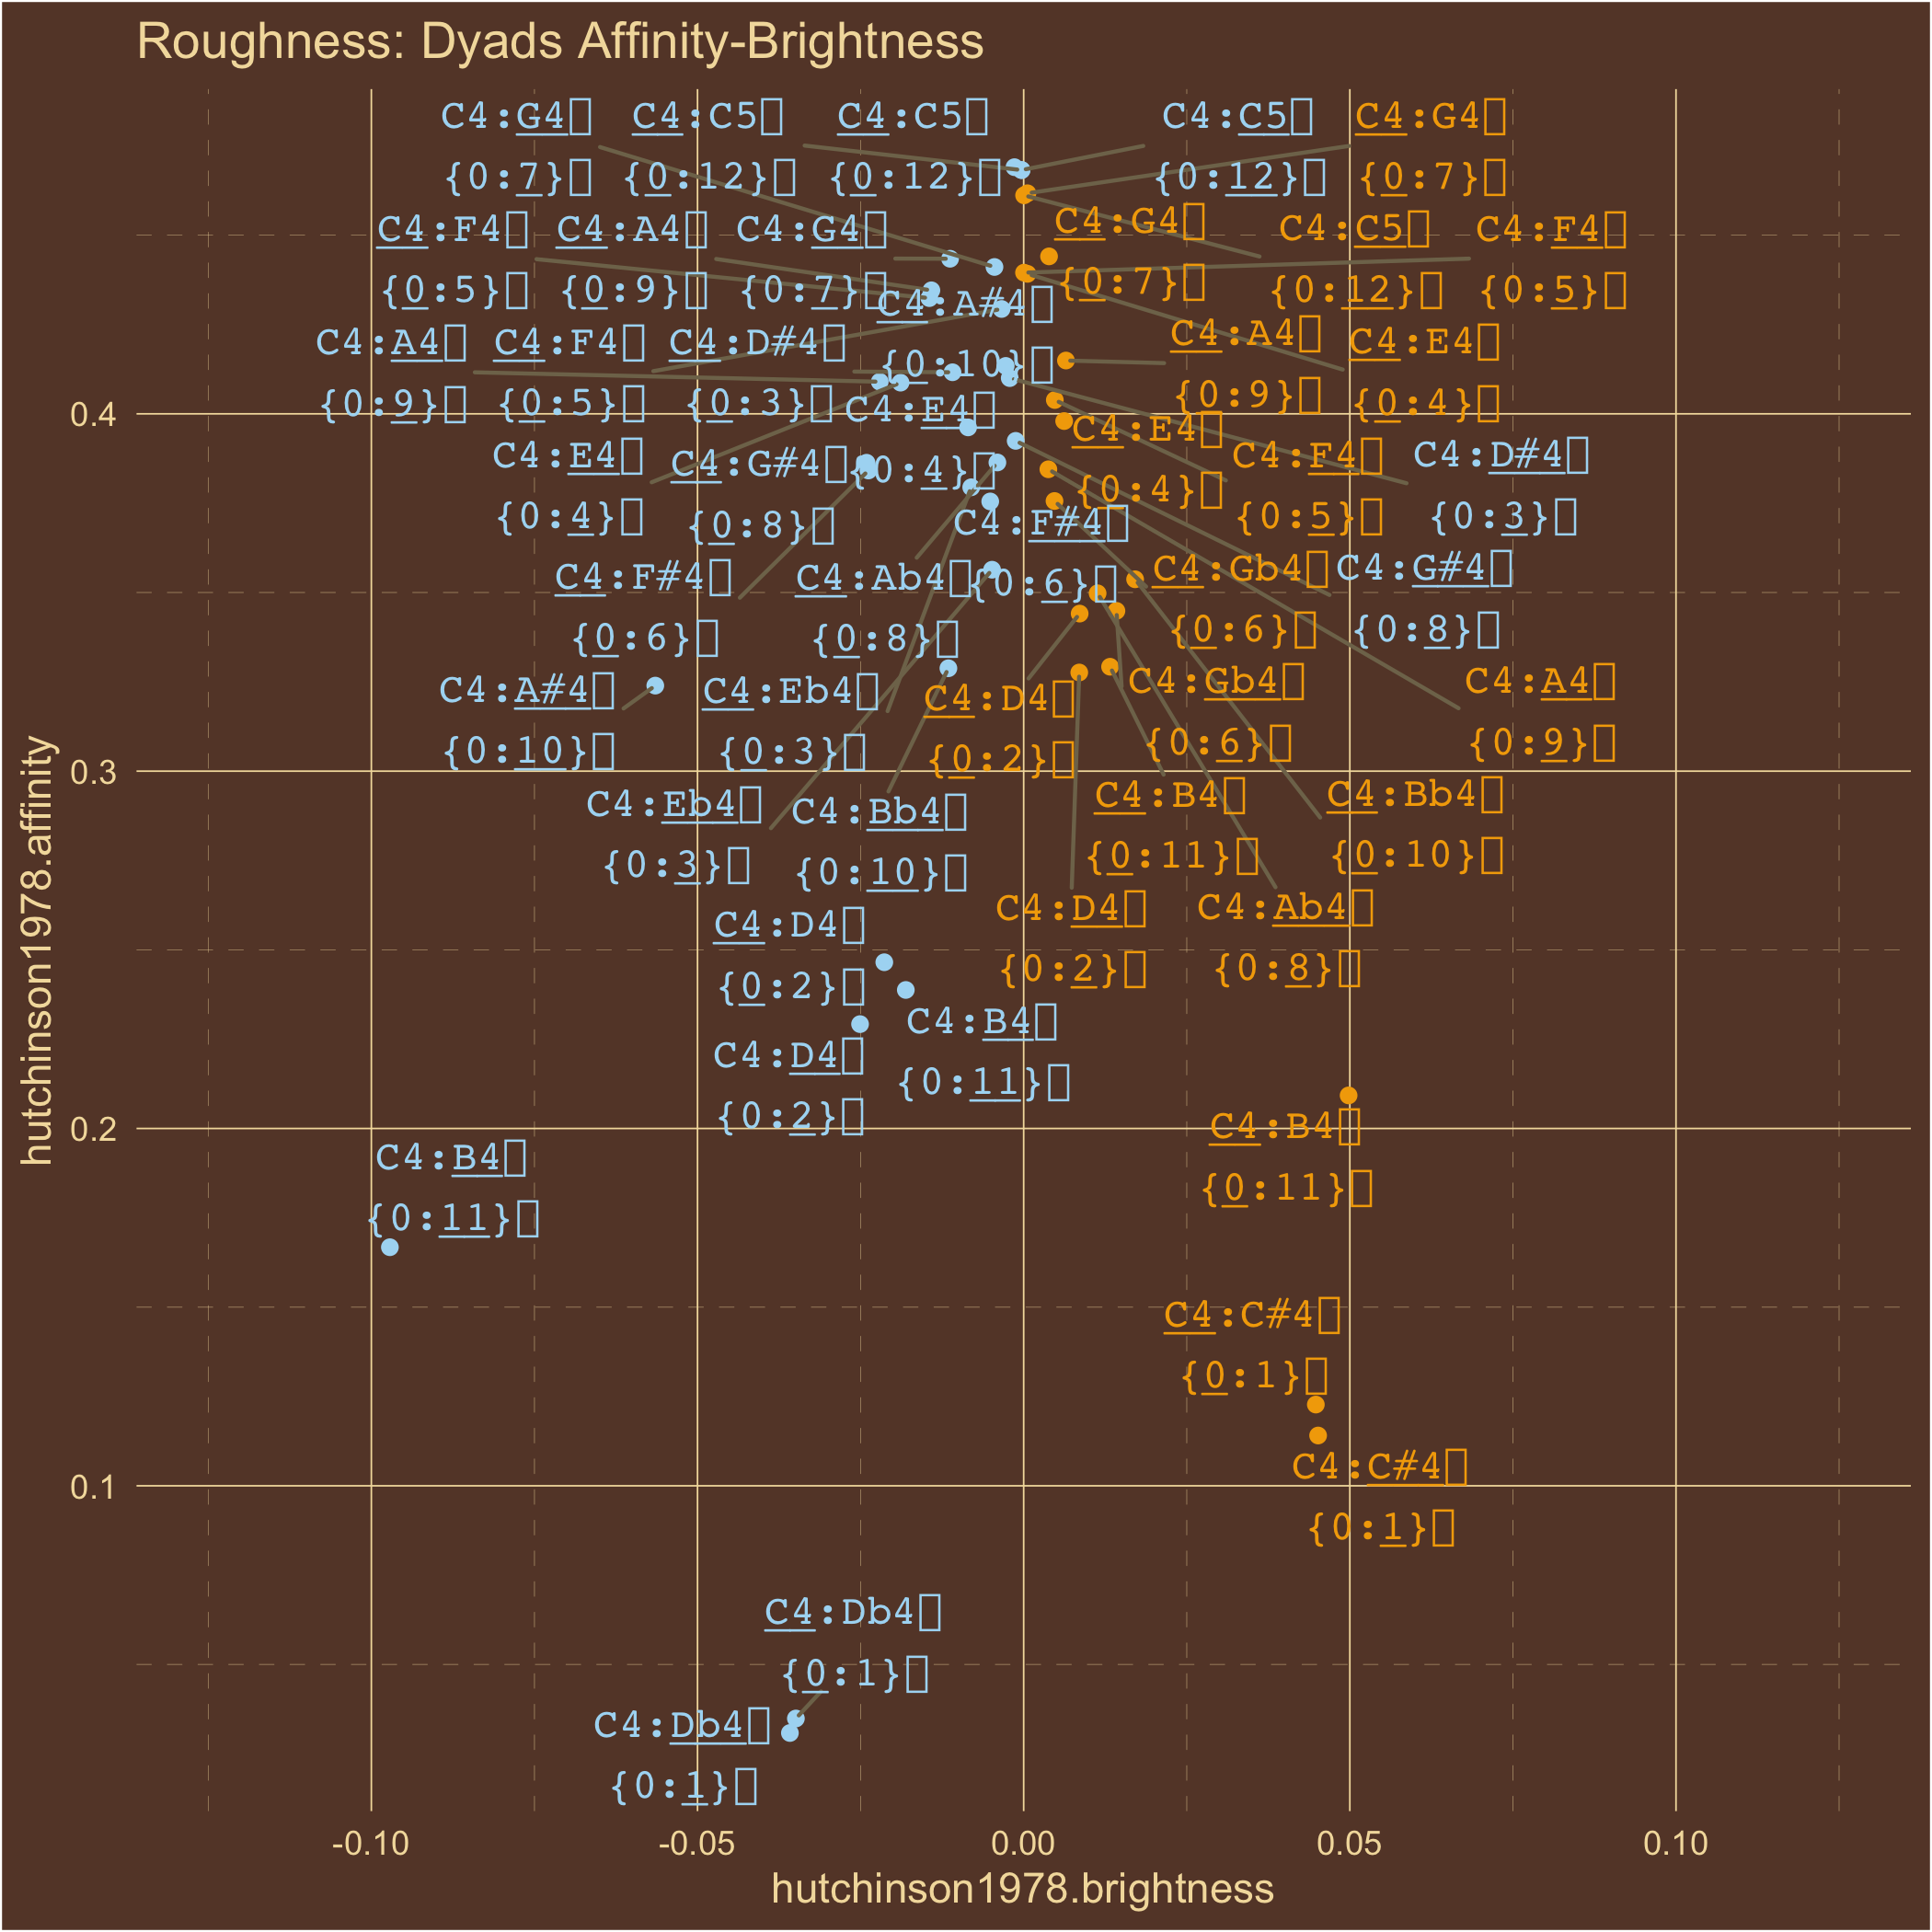 Roughness: Dyads Affinity-Brightness
C4:G4 C4:C5 C4:C5 C4:C5 C4:G4
{0:7} {0:12} {0:12} {0:12} {0:7}
C4:F4 C4:A4 C4:G4 C4:G4 C4:C5 C4:F4
{0:5} {0:9} {0:7} {0:7} {0:12} {0:5}
C4:A#4
{0:10}
C4:A4 C4:F4 C4:D#4 C4:A4 C4:E4
{0:9} {0:5} {0:3} {0:9} {0:4}
C4:E4 C4:E4
{0:4} {0:4}
C4:E4 C4:G#4 C4:F4 C4:D#4
{0:4} {0:8} {0:5} {0:3}
C4:F#4
{0:6}
C4:F#4 C4:Ab4 C4:Gb4 C4:G#4
{0:6} {0:8} {0:6} {0:8}
C4:A#4 C4:Eb4 C4:D4 C4:Gb4 C4:A4
{0:10} {0:3} {0:2} {0:6} {0:9}
C4:Eb4 C4:Bb4 C4:B4 C4:Bb4
{0:3} {0:10} {0:11} {0:10}
C4:D4 C4:D4 C4:Ab4
{0:2} {0:2} {0:8}
C4:B4
{0:11}
C4:D4
{0:2}
C4:B4
{0:11}
C4:B4
{0:11}
C4:C#4
{0:1}
C4:C#4
{0:1}
C4:Db4
{0:1}
C4:Db4
{0:1}
0.4
0.3
0.2
0.1
hutchinson1978.affinity
-0.10 -0.05 0.00 0.05 0.10
hutchinson1978.brightness